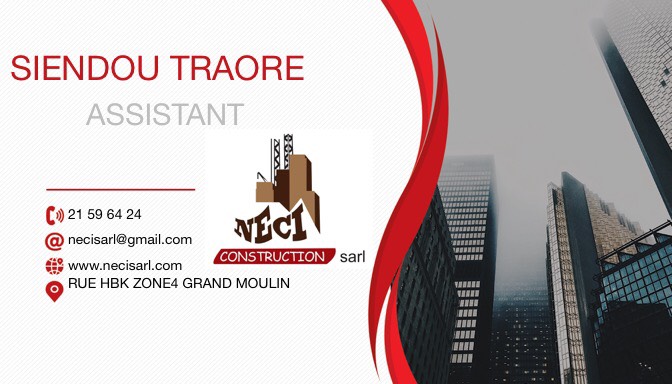 SIENDOU TRAORE
ASSISTANT
NECI
CONSTRUCTION sarl
21 59 64 24
necisarl@gmail.com
www.necisarl.com
RUE HBK ZONE4 GRAND MOULIN